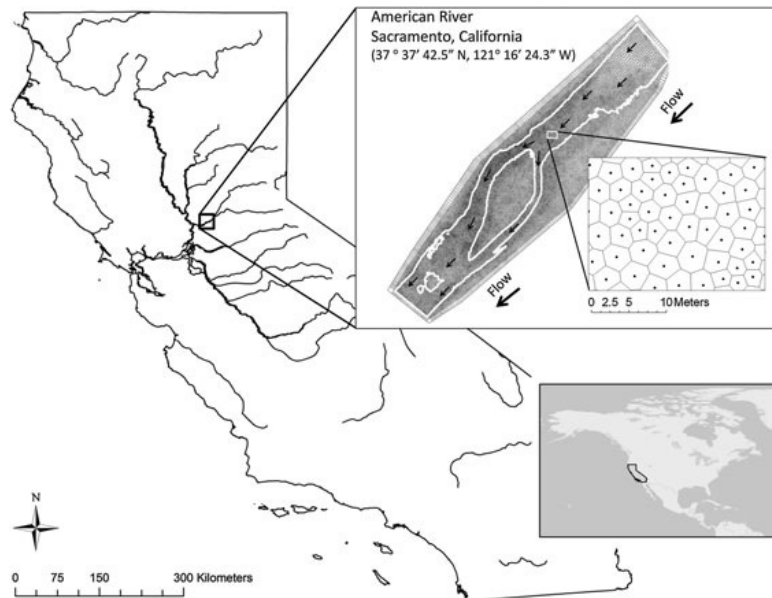 American River
Sacramento, California
(37 º 37’ 42.5” N, 121º 16’ 24.3” W)
Flow
Flow
0 2.5 5 10 Meters
N
0 75 150 300 Kilometers